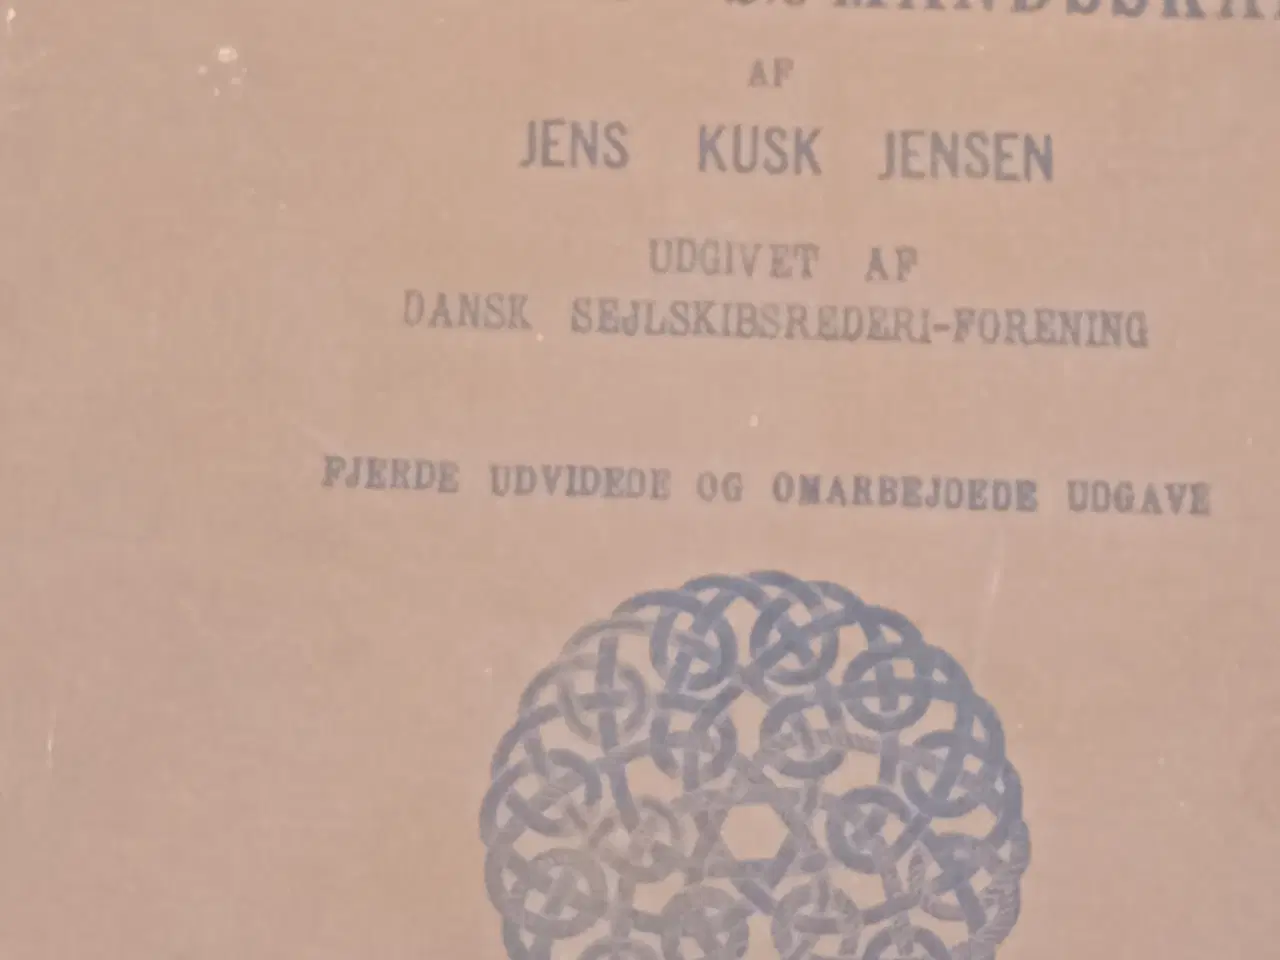 AF
JENS KUSK JENSEN
UDGIVET AF
DANSK SEJLSKIBSREDERI-FORENING
FJERDE UDVIDEDE OG OMARBEJDEDE UDGAVE